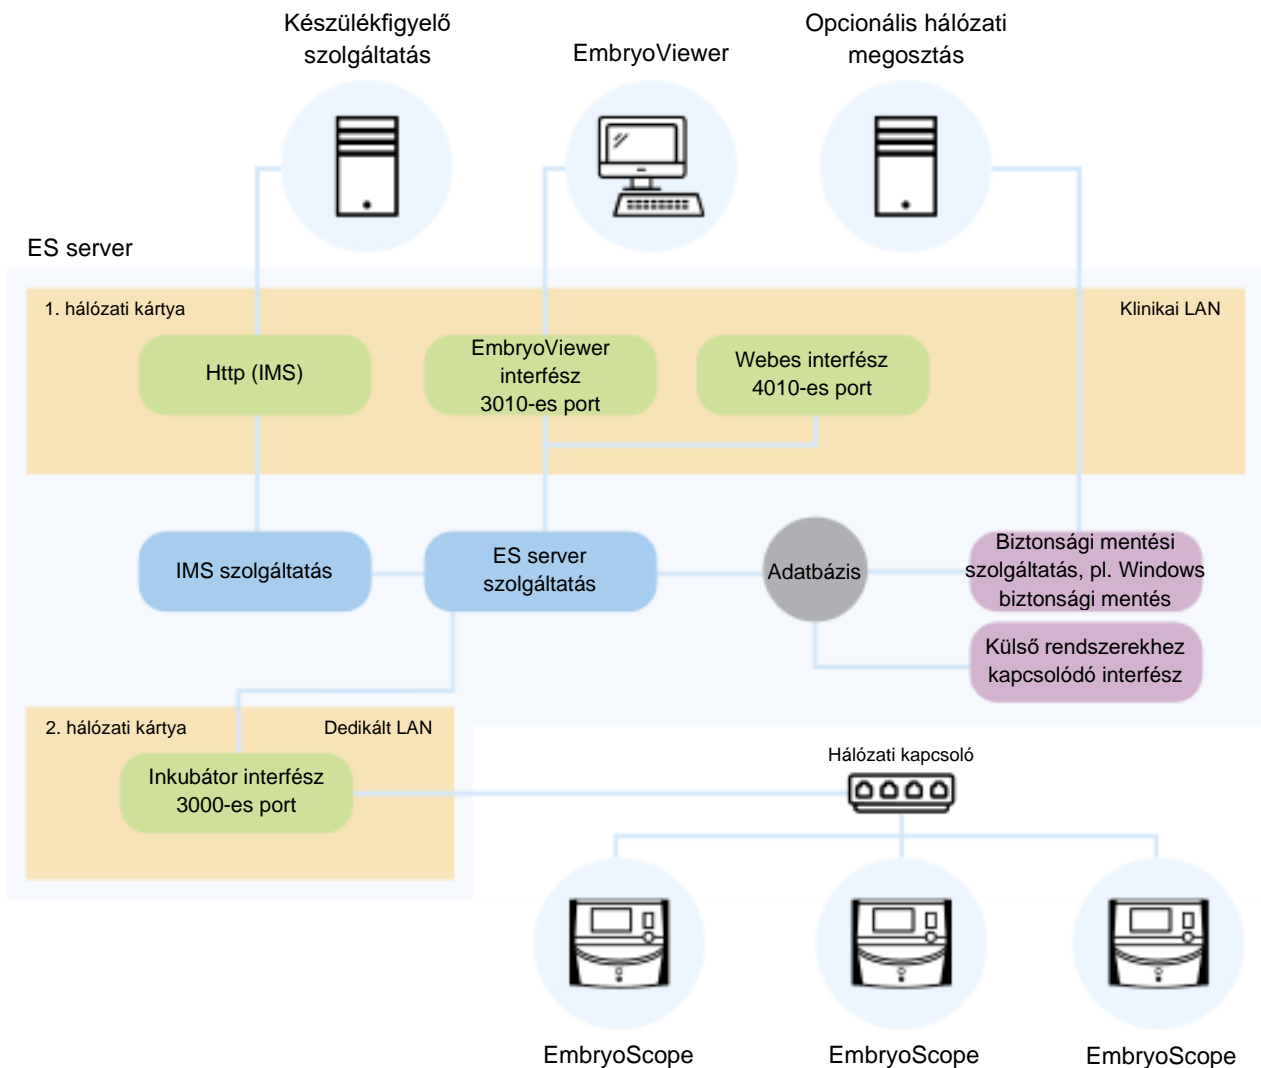 Készülékfigyelő
szolgáltatás
EmbryoViewer
Opcionális hálózati
megosztás
ES server
1. hálózati kártya
Klinikai LAN
Http (IMS)
EmbryoViewer
interfész
3010-es port
Webes interfész
4010-es port
IMS szolgáltatás
ES server
szolgáltatás
Adatbázis
Biztonsági mentési
szolgáltatás, pl. Windows
biztonsági mentés
Külső rendszerekhez
kapcsolódó interfész
2. hálózati kártya
Dedikált LAN
Inkubátor interfész
3000-es port
Hálózati kapcsoló
EmbryoScope
EmbryoScope
EmbryoScope